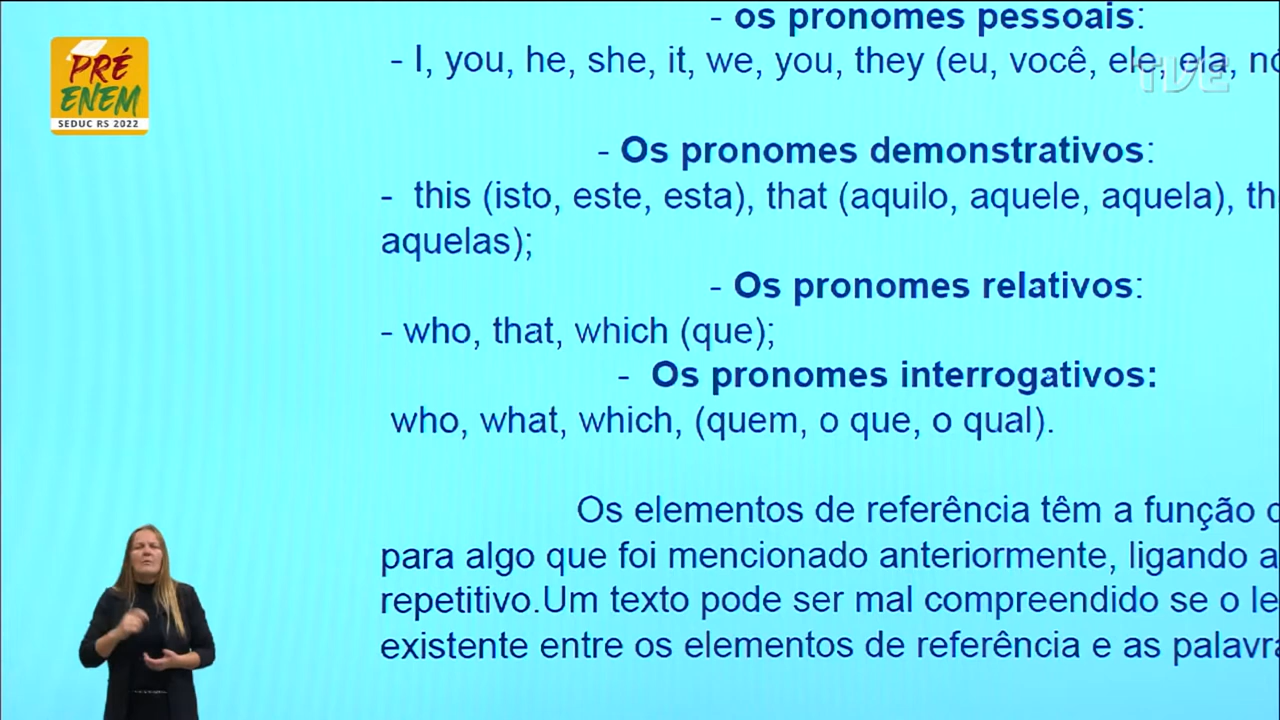 - os pronomes pessoais:
- I, you, he, she, it, we, you, they (eu, você, ele, ela,
TVE
PRÉ
ENEM
SEDUC RS 2022
- Os pronomes demonstrativos:
- this (isto, este, esta), that (aquilo, aquele, aquela),
aquelas);
- Os pronomes relativos:
- who, that, which (que);
- Os pronomes interrogativos:
who, what, which, (quem, o que, o qual).
Os elementos de referência têm a função
para algo que foi mencionado anteriormente, ligando a
repetitivo.Um texto pode ser mal compreendido se o
existente entre os elementos de referência e as